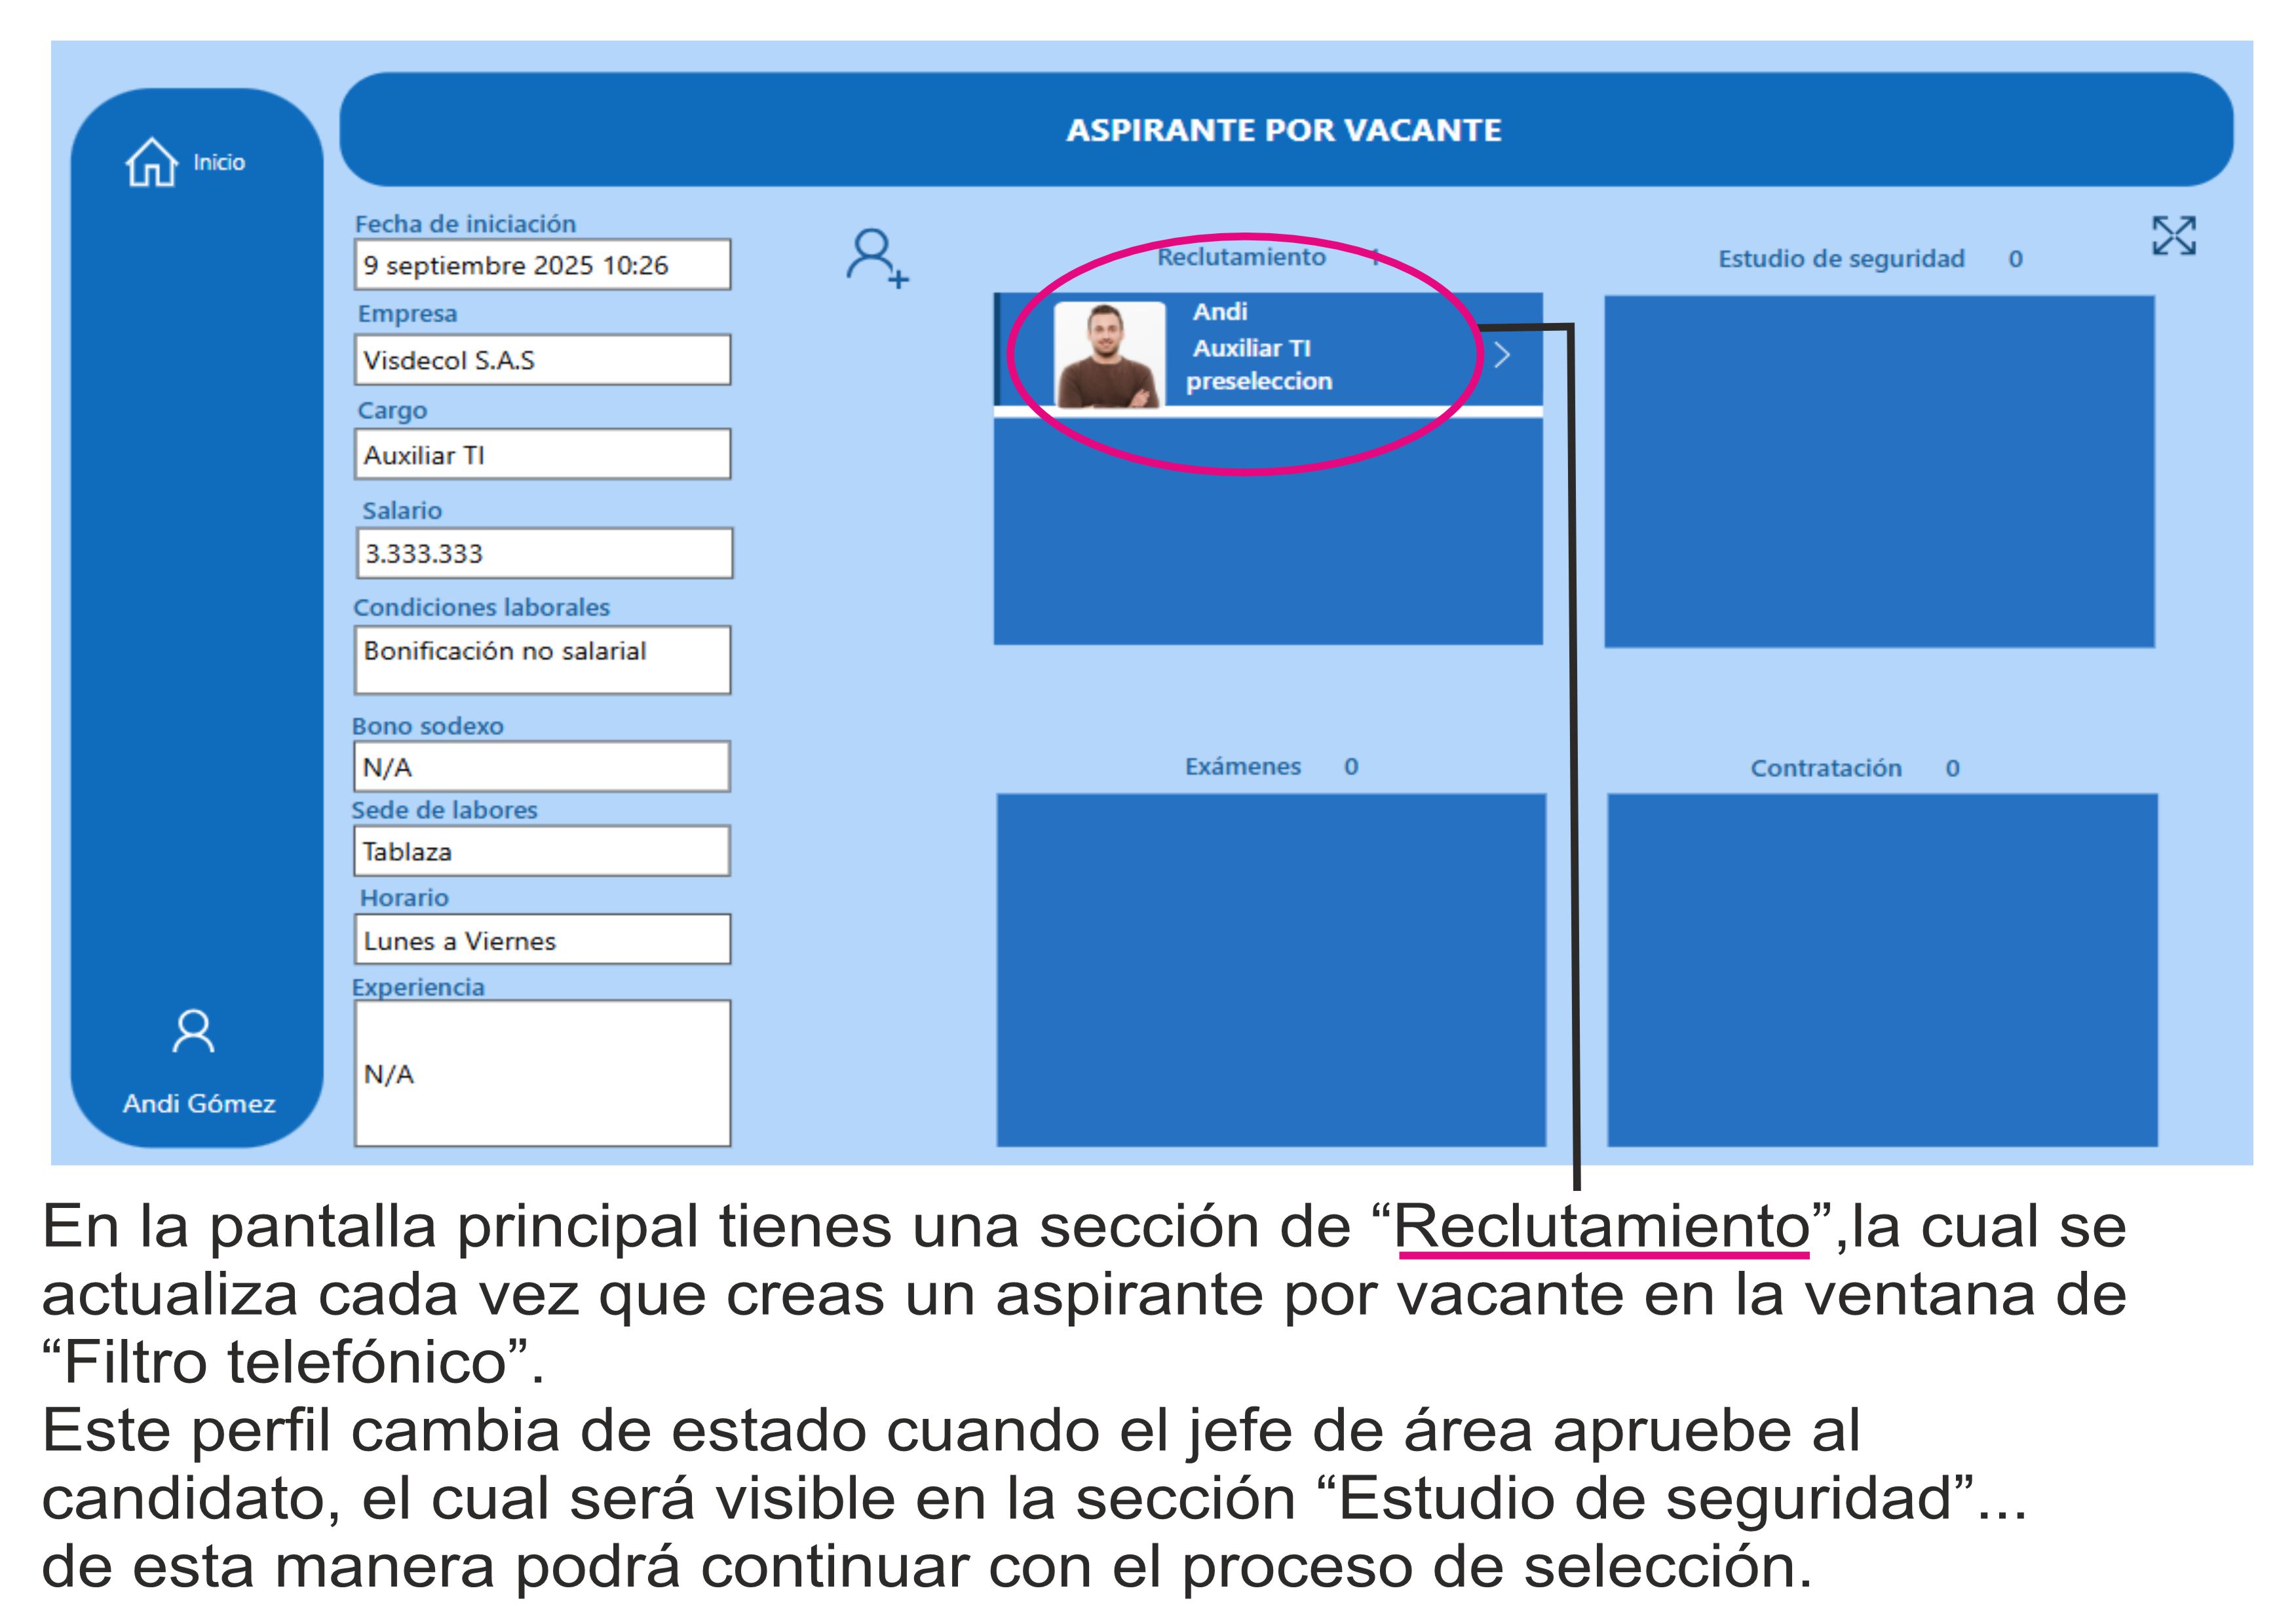 ASPIRANTE POR VACANTE
Inicio
Fecha de iniciación
9 septiembre 2025 10:26
Empresa
Visdecol S.A.S
Cargo
Auxiliar TI
Salario
3.333.333
Condiciones laborales
Bonificación no salarial
Bono sodexo
N/A
Sede de labores
Tablaza
Horario
Lunes a Viernes
Experiencia
N/A
Andi Gómez
Reclutamiento 1
Andi
Auxiliar TI
preseleccion
Estudio de seguridad 0
Exámenes 0
Contratación 0
En la pantalla principal tienes una sección de “Reclutamiento”,la cual se
actualiza cada vez que creas un aspirante por vacante en la ventana de
“Filtro telefónico”.
Este perfil cambia de estado cuando el jefe de área apruebe al
candidato, el cual será visible en la sección “Estudio de seguridad”...
de esta manera podrá continuar con el proceso de selección.